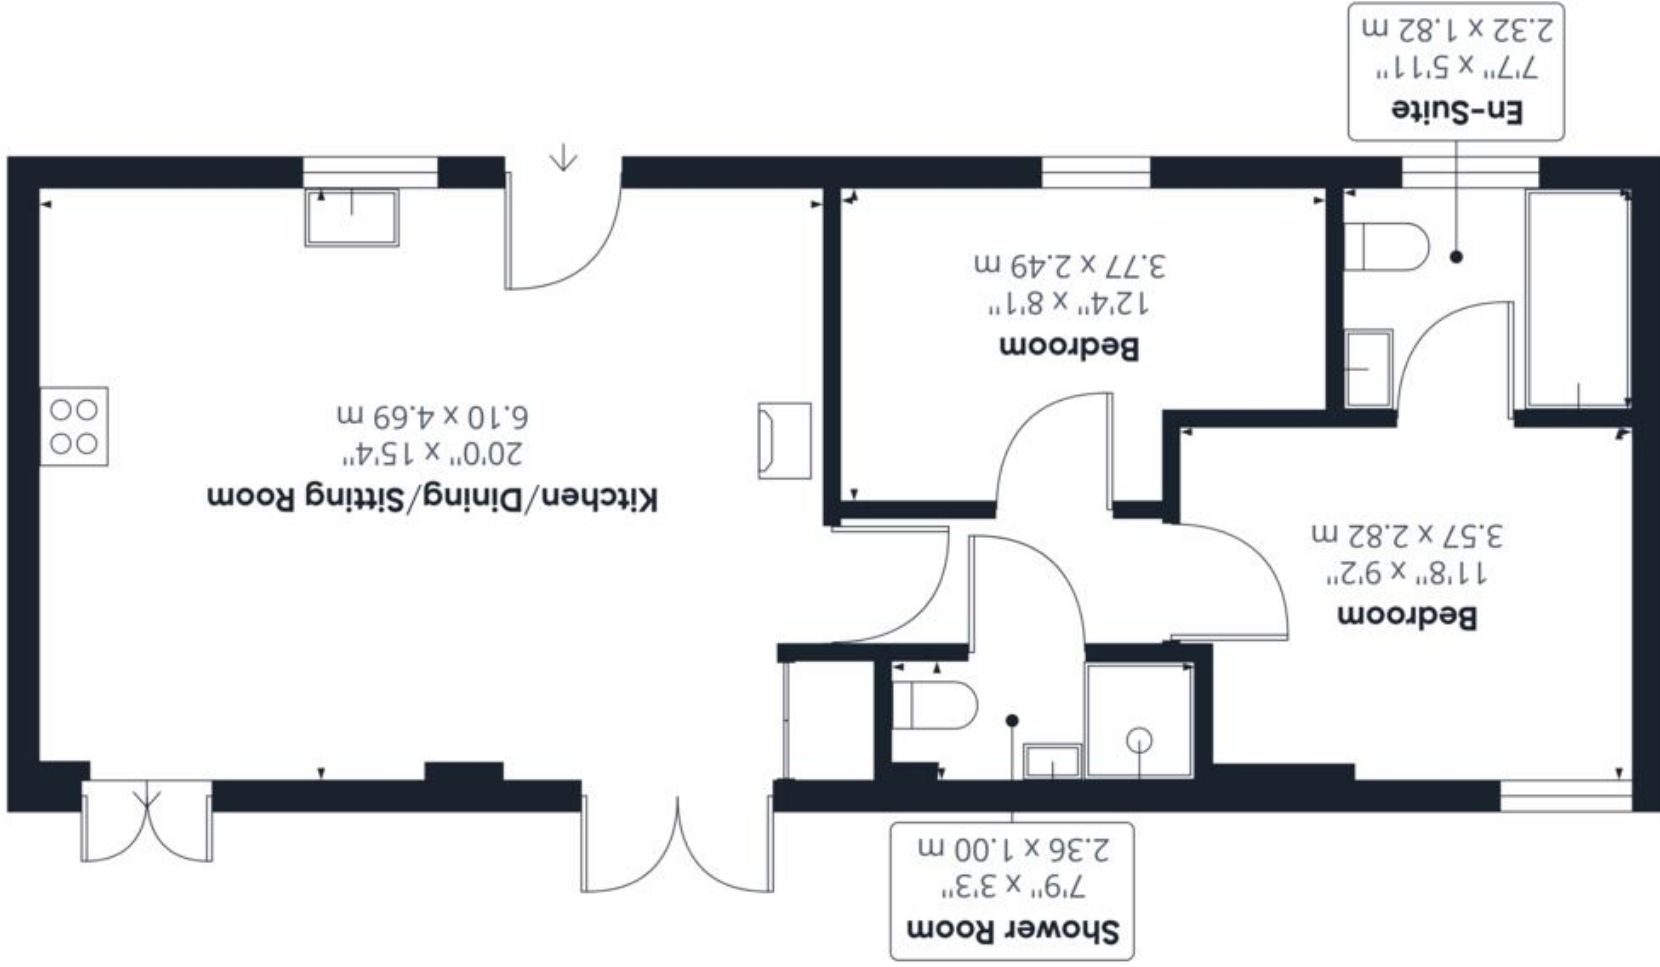 Shower Room
7'9" x 3'3"
2.36 x 1.00 m
Bedroom
11'8" x 9'2"
3.57 x 2.82 m
Kitchen/Dining/Sitting Room
20'0" x 15'4"
6.10 x 4.69 m
Bedroom
12'4" x 8'1"
3.77 x 2.49 m
En-Suite
7'7" x 5'11"
2.32 x 1.82 m